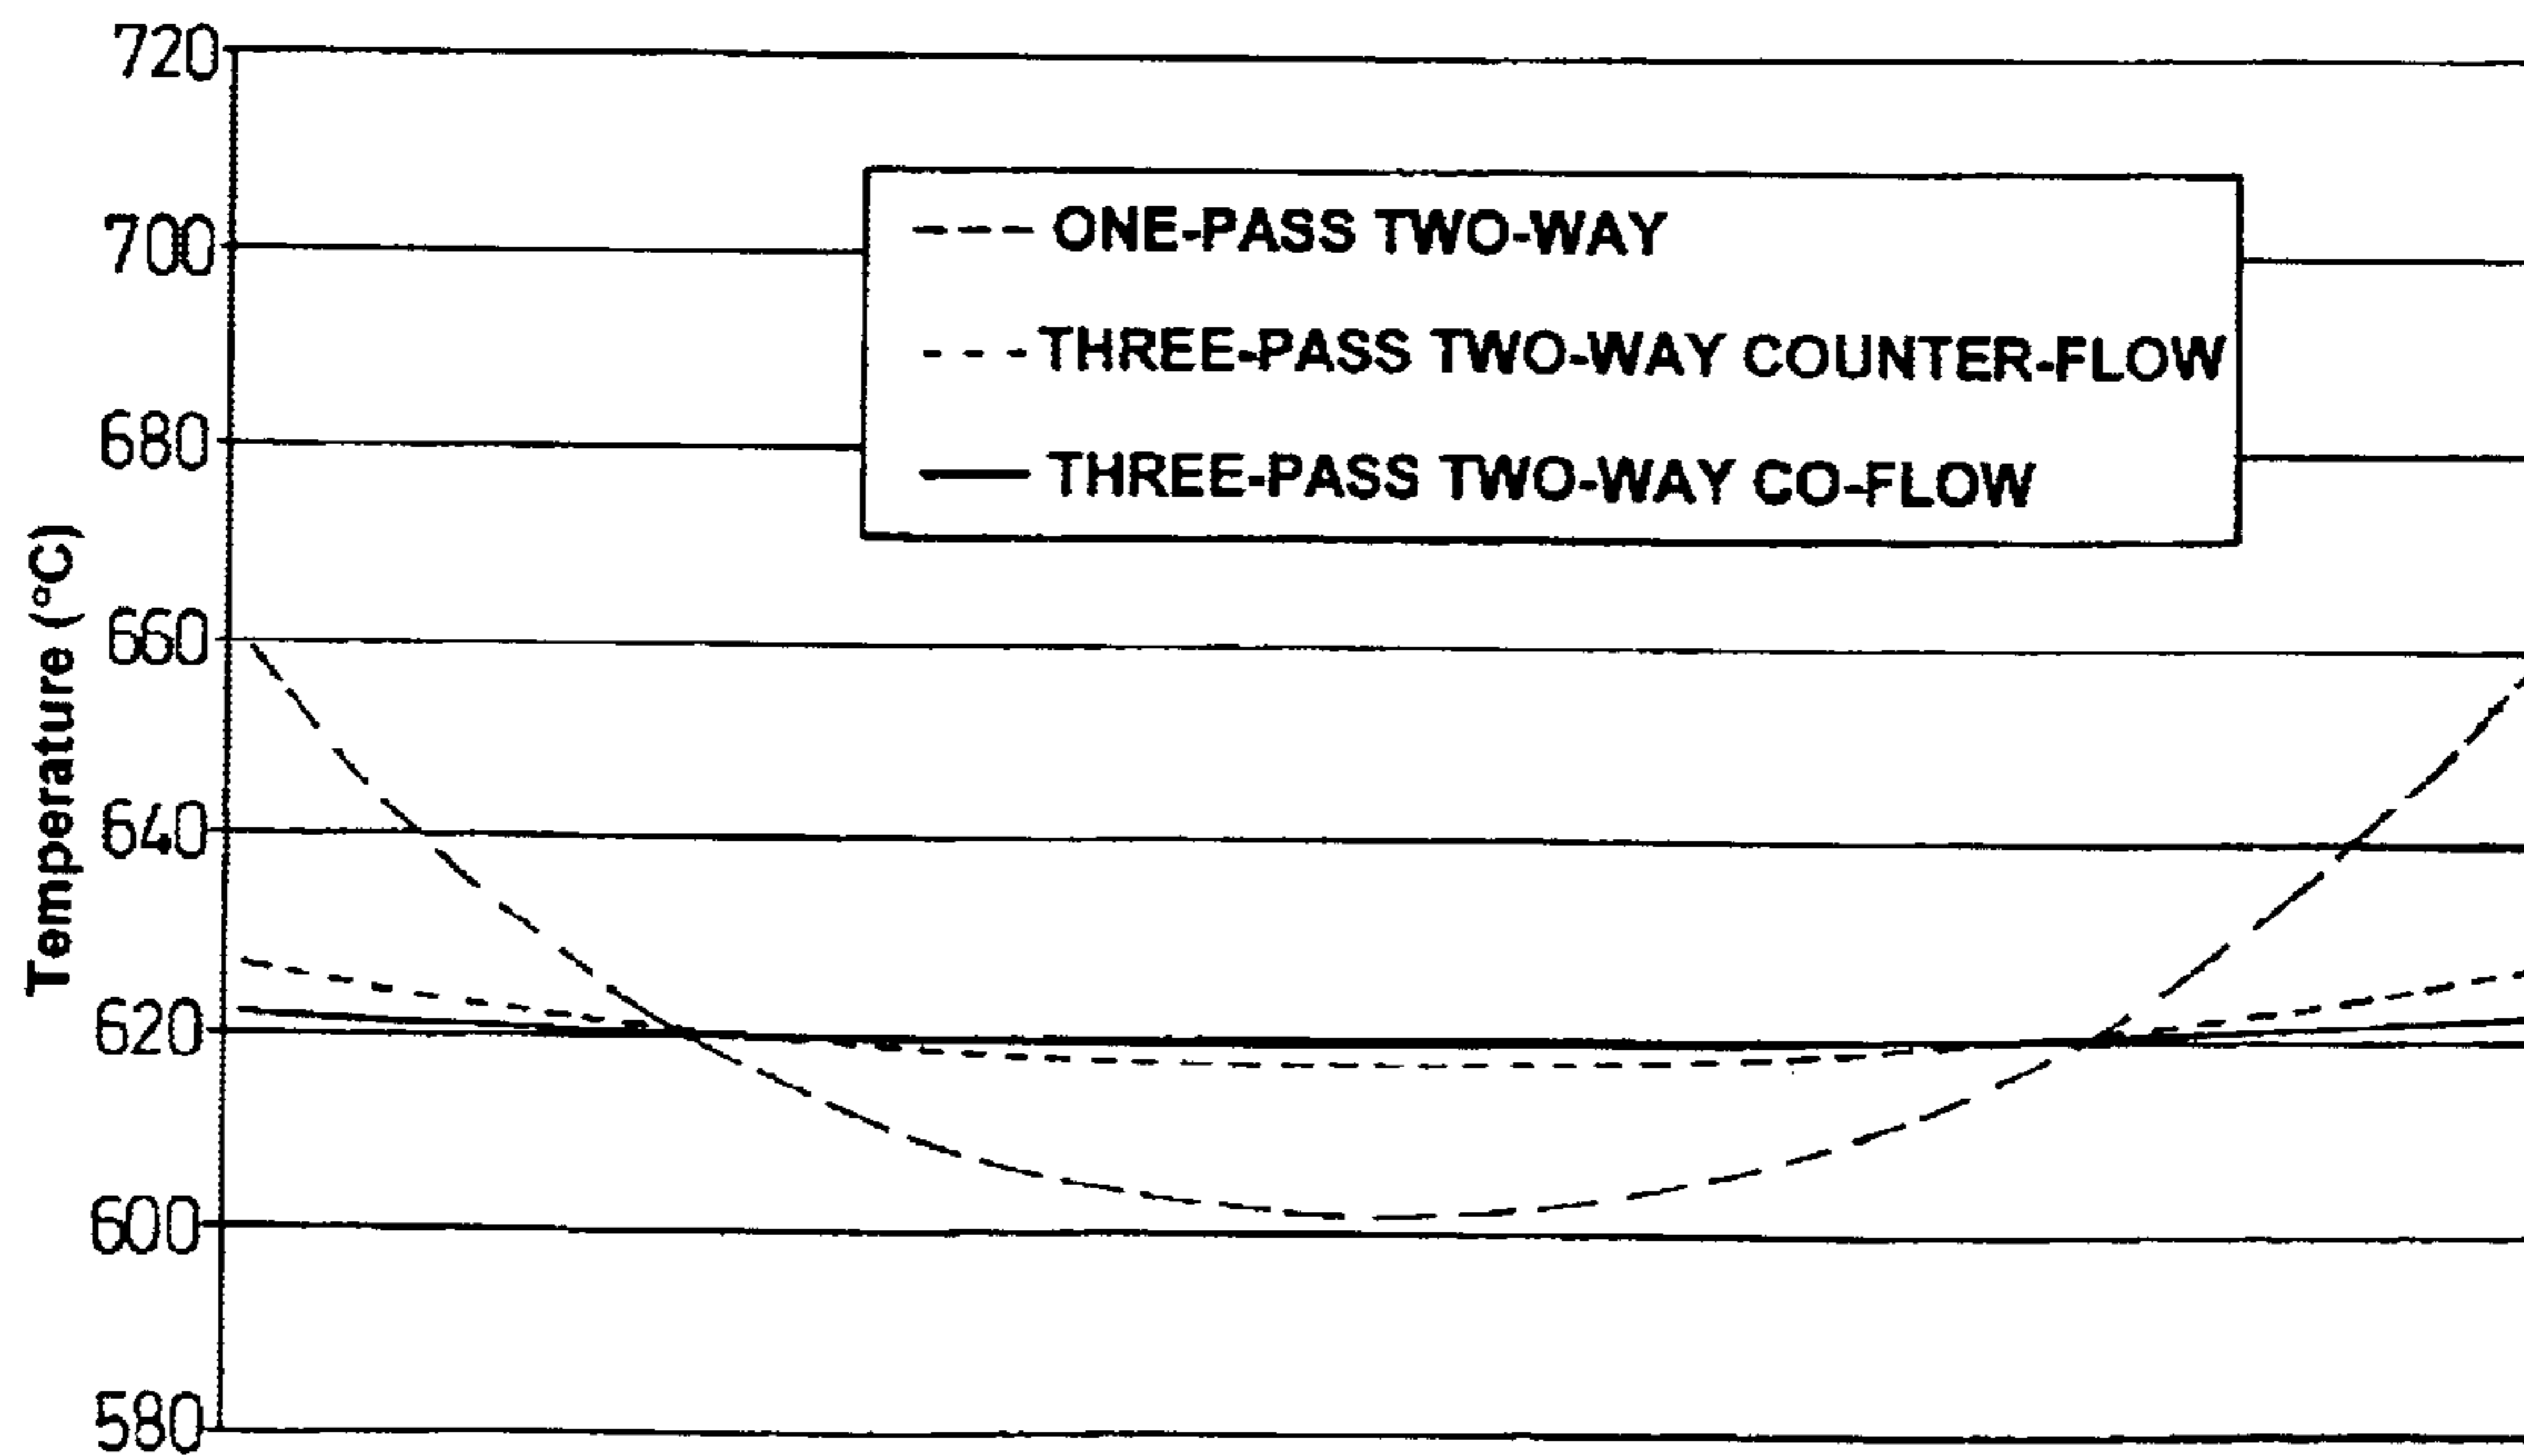 720
700
680
660
640
620
600
580
Temperature (°C)
ONE-PASS TWO-WAY
THREE-PASS TWO-WAY COUNTER-FLOW
THREE-PASS TWO-WAY CO-FLOW